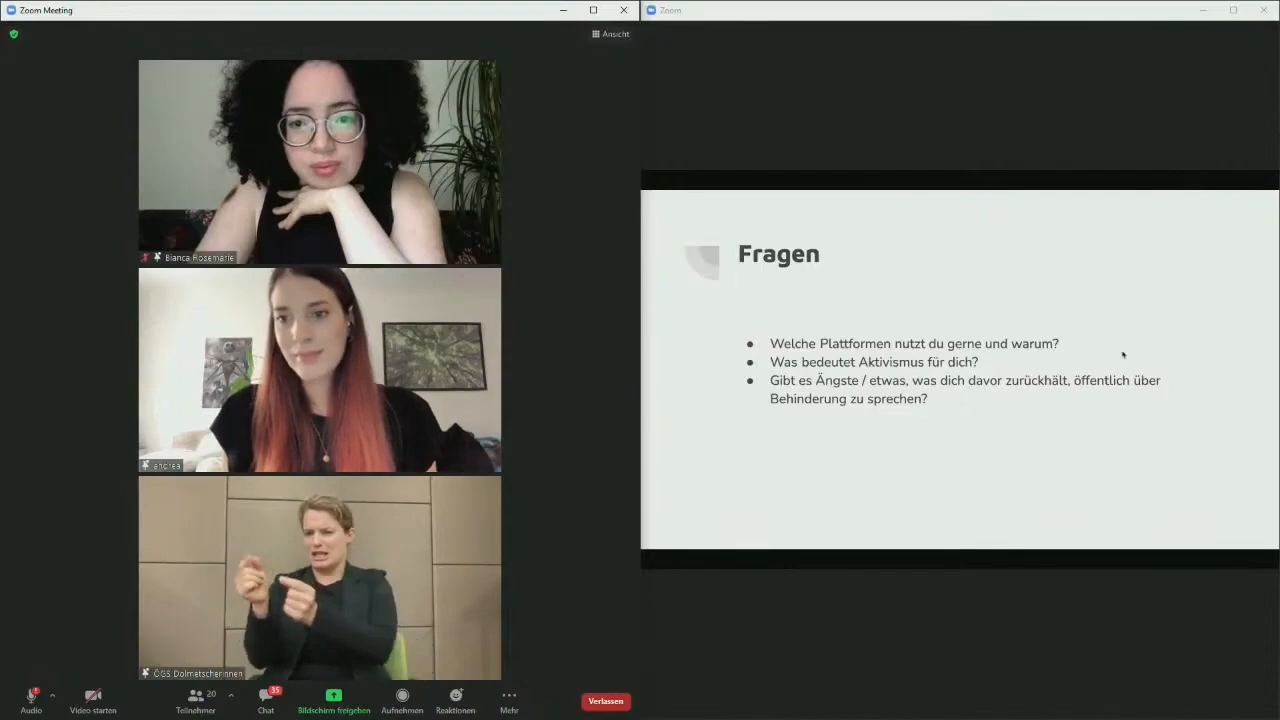 Zoom Meeting
Zoom
Ansicht
Bianca Rosemarie
andrea
ÖGS Dolmetscherinnen
Fragen
● Welche Plattformen nutzt du gerne und warum?
● Was bedeutet Aktivismus für dich?
● Gibt es Ängste / etwas, was dich davor zurückhält, öffentlich über
Behinderung zu sprechen?
Audio
Video starten
20
Teilnehmer
35
Chat
Bildschirm freigeben
Aufnehmen
Reaktionen
Mehr
Verlassen